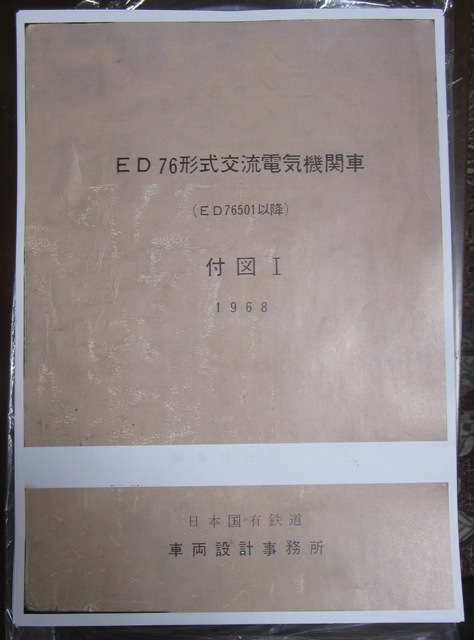 ED76形式交流電気機関車
(ED76501以降)
付図I
1968
日本国有鉄道
車両設計事務所